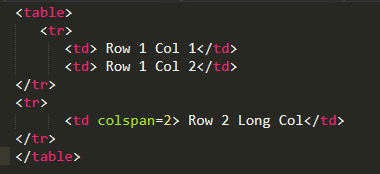 <table>
<tr>
<td> Row 1 Col 1</td>
<td> Row 1 Col 2</td>
</tr>
<tr>
<td colspan=2> Row 2 Long Col</td>
</tr>
</table>